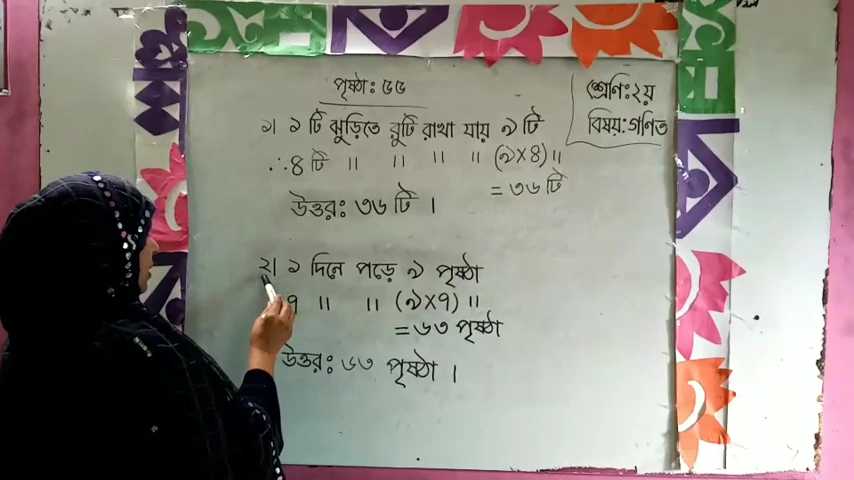 পৃষ্ঠা: ৫৫
শ্রেণি: ২য়
বিষয়: গণিত
১। ১ টি ঝুড়িতে রুটি রাখা যায় ৯ টি
∴ ৪ টি " " " " (৯×৪) "
= ৩৬ টি
উত্তর: ৩৬ টি ।
২। ১ দিনে পড়ে ৯ পৃষ্ঠা
৭ " " (৯×৭) "
= ৬৩ পৃষ্ঠা
উত্তর: ৬৩ পৃষ্ঠা ।